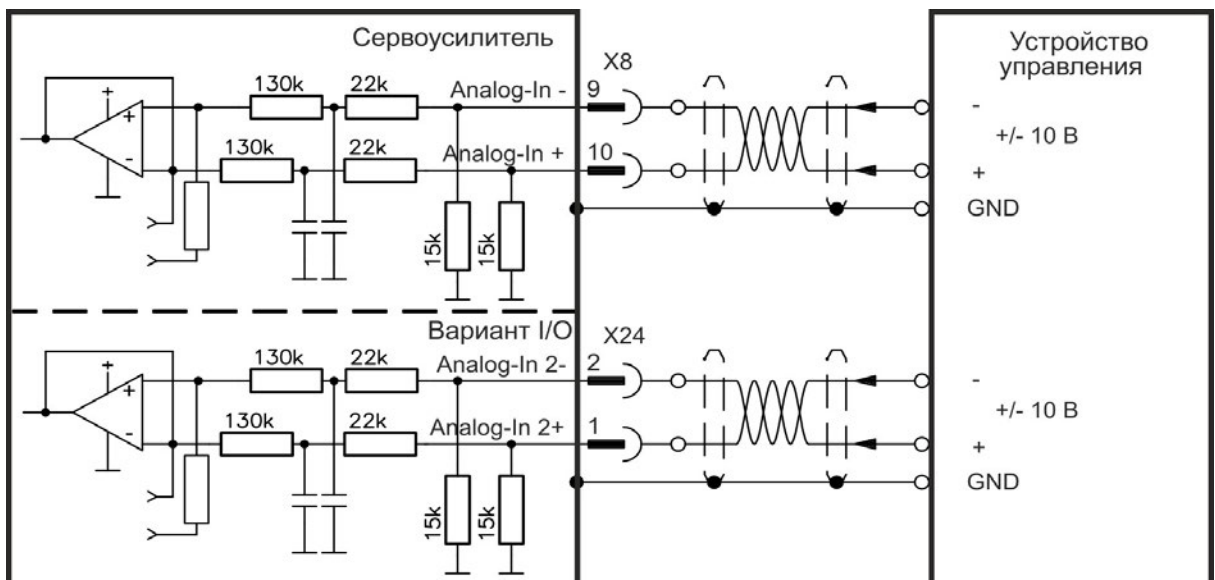 Сервоусилитель
X8
Устройство
управления
130k
22k
Analog-In -
9
-
+
-
+/- 10 В
130k
22k
Analog-In +
10
+
GND
15k
15k
Вариант I/O
X24
130k
22k
Analog-In 2-
2
-
+
-
+/- 10 В
130k
22k
Analog-In 2+
1
+
GND
15k
15k